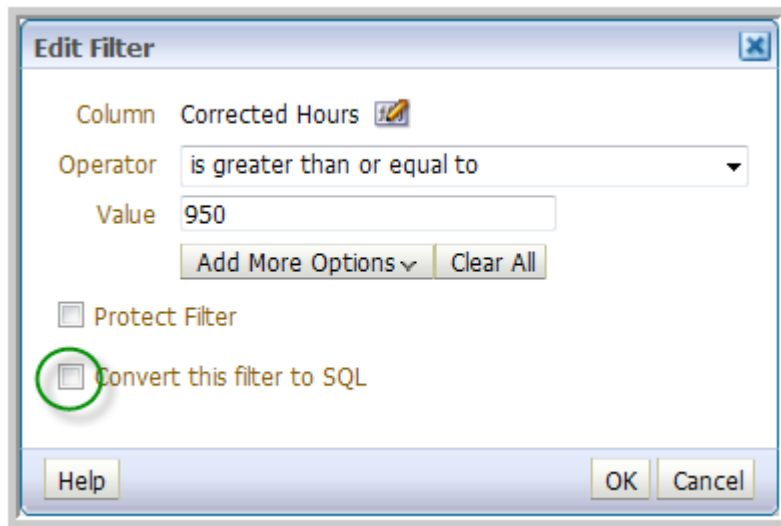 Edit Filter
Column Corrected Hours
Operator is greater than or equal to
Value 950
Add More Options Clear All
Protect Filter
Convert this filter to SQL
Help OK Cancel